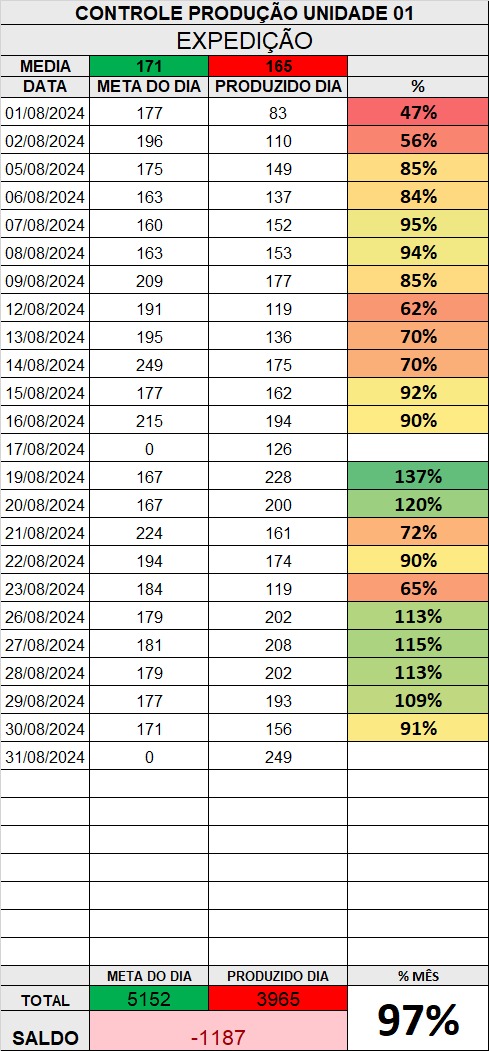 CONTROLE PRODUÇÃO UNIDADE 01
EXPEDIÇÃO
MEDIA 171 165
DATA META DO DIA PRODUZIDO DIA %
01/08/2024 177 83 47%
02/08/2024 196 110 56%
05/08/2024 175 149 85%
06/08/2024 163 137 84%
07/08/2024 160 152 95%
08/08/2024 163 153 94%
09/08/2024 209 177 85%
12/08/2024 191 119 62%
13/08/2024 195 136 70%
14/08/2024 249 175 70%
15/08/2024 177 162 92%
16/08/2024 215 194 90%
17/08/2024 0 126
19/08/2024 167 228 137%
20/08/2024 167 200 120%
21/08/2024 224 161 72%
22/08/2024 194 174 90%
23/08/2024 184 119 65%
26/08/2024 179 202 113%
27/08/2024 181 208 115%
28/08/2024 179 202 113%
29/08/2024 177 193 109%
30/08/2024 171 156 91%
31/08/2024 0 249
META DO DIA PRODUZIDO DIA % MÊS
TOTAL 5152 3965 97%
SALDO -1187